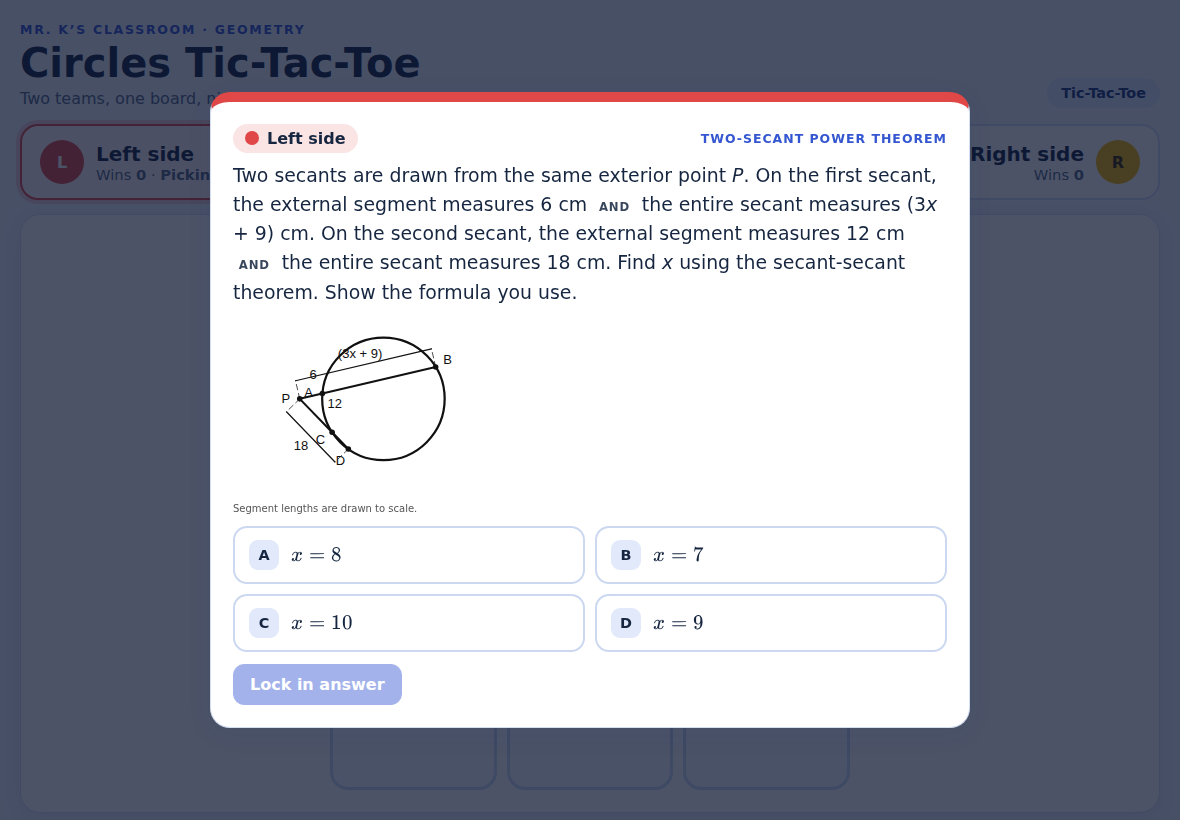 MR. K'S CLASSROOM · GEOMETRY
Circles Tic-Tac-Toe
Two teams, one board,
Tic-Tac-Toe
L
Left side
Wins 0 ·
Right side
Wins 0
R
Left side
TWO-SECANT POWER THEOREM
Two secants are drawn from the same exterior point P. On the first secant,
the external segment measures 6 cm AND the entire secant measures (3x
+ 9) cm. On the second secant, the external segment measures 12 cm
AND the entire secant measures 18 cm. Find x using the secant-secant
theorem. Show the formula you use.
(3x + 9)
B
6
A
P
12
C
18
D
Segment lengths are drawn to scale.
A x = 8
B x = 7
C x = 10
D x = 9
Lock in answer